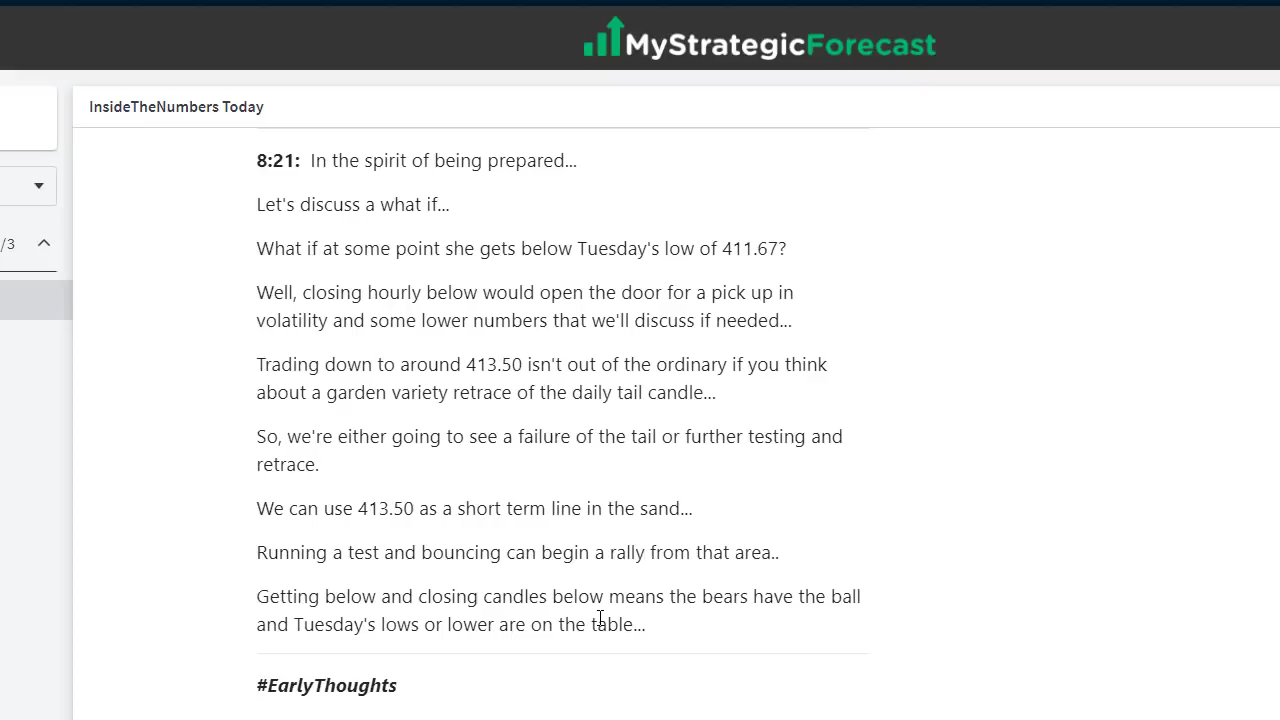 MyStrategicForecast
InsideTheNumbers Today
8:21: In the spirit of being prepared...
Let's discuss a what if...
/3
What if at some point she gets below Tuesday's low of 411.67?
Well, closing hourly below would open the door for a pick up in
volatility and some lower numbers that we'll discuss if needed...
Trading down to around 413.50 isn't out of the ordinary if you think
about a garden variety retrace of the daily tail candle...
So, we're either going to see a failure of the tail or further testing and
retrace.
We can use 413.50 as a short term line in the sand...
Running a test and bouncing can begin a rally from that area..
Getting below and closing candles below means the bears have the ball
and Tuesday's lows or lower are on the table...
#EarlyThoughts